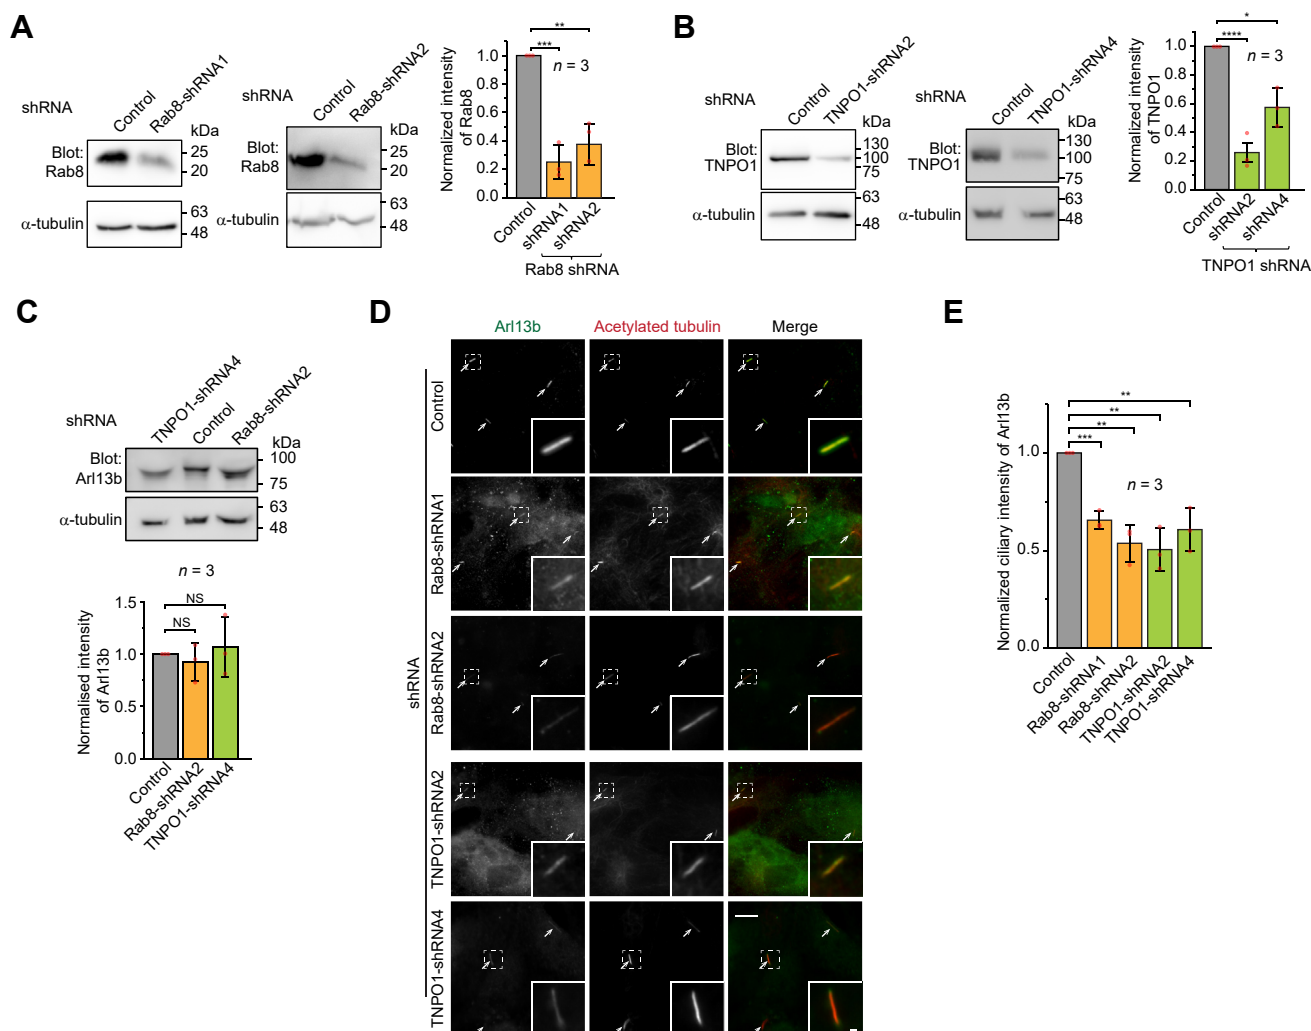 A
shRNA
Control
Rab8-shRNA1
kDa
Blot:
Rab8
25
20
α-tubulin
63
48
shRNA
Control
Rab8-shRNA2
kDa
Blot:
Rab8
25
20
α-tubulin
63
48
Normalized intensity
of Rab8
1.0
0.8
0.6
0.4
0.2
0.0
**
***
n = 3
Control
shRNA1
shRNA2
Rab8 shRNA
B
shRNA
Control
TNPO1-shRNA2
kDa
Blot:
TNPO1
130
100
75
α-tubulin
63
48
shRNA
Control
TNPO1-shRNA4
kDa
Blot:
TNPO1
130
100
75
α-tubulin
63
48
Normalized intensity
of TNPO1
1.0
0.8
0.6
0.4
0.2
0.0
*
****
n = 3
Control
shRNA2
shRNA4
TNPO1 shRNA
C
shRNA
TNPO1-shRNA4
Control
Rab8-shRNA2
kDa
Blot:
Arl13b
100
75
α-tubulin
63
48
n = 3
Normalised intensity
of Arl13b
1.5
1.0
0.5
0.0
NS
NS
Control
Rab8-shRNA2
TNPO1-shRNA4
D
Arl13b
Acetylated tubulin
Merge
shRNA
Control
Rab8-shRNA1
Rab8-shRNA2
TNPO1-shRNA2
TNPO1-shRNA4
E
Normalized ciliary intensity of Arl13b
1.0
0.5
0.0
**
**
**
***
n = 3
Control
Rab8-shRNA1
Rab8-shRNA2
TNPO1-shRNA2
TNPO1-shRNA4